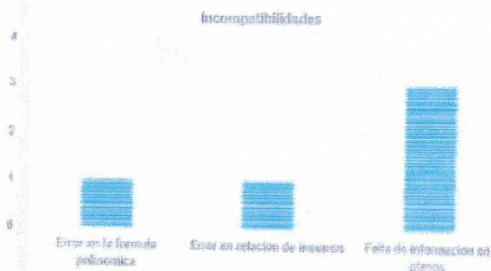 Incompatibilidades
4
3
2
1
0
Error en la formula
polinomica
Error en relacion de insumos
Falta de informacion en
planos